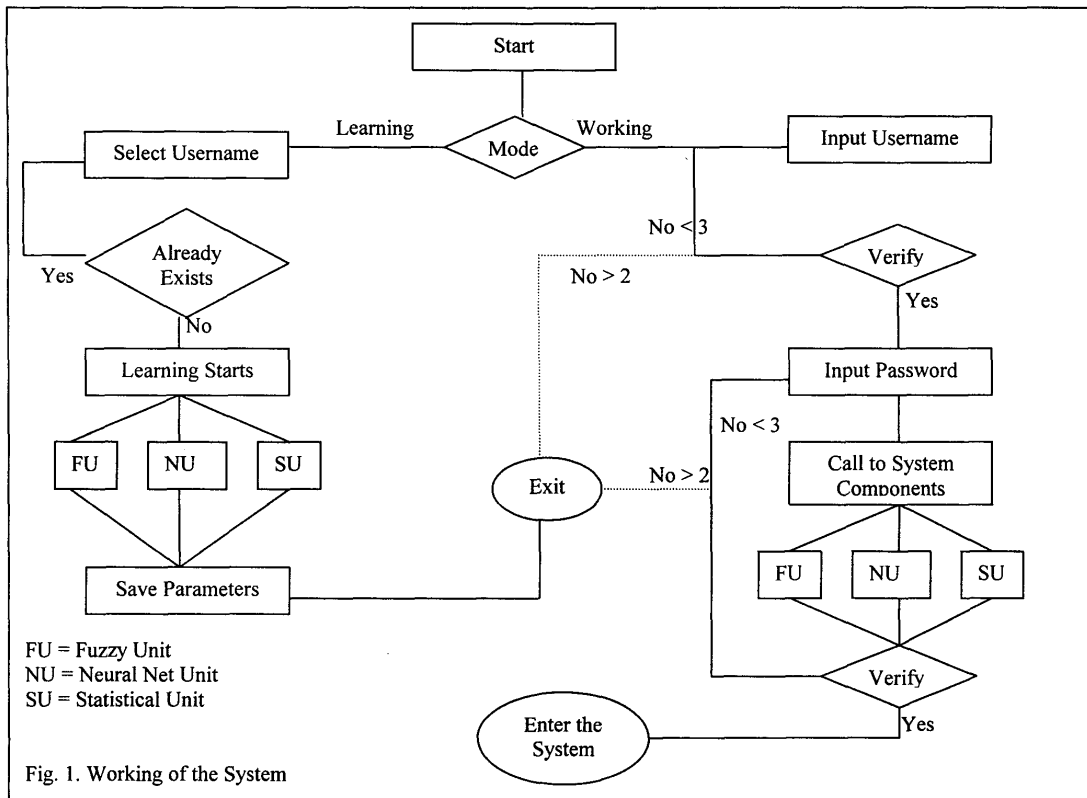 Start
Learning
Working
Mode
Select Username
Input Username
No < 3
Already
Exists
Yes
No > 2
Verify
Yes
No
Learning Starts
Input Password
No < 3
FU
NU
SU
Call to System
Components
Exit
No > 2
FU
NU
SU
Save Parameters
FU = Fuzzy Unit
NU = Neural Net Unit
SU = Statistical Unit
Verify
Yes
Enter the
System
Fig. 1. Working of the System